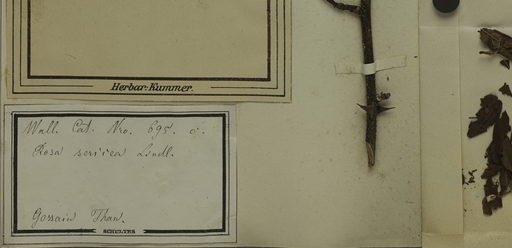 Herbar-Kummer.
Wall. Cat. Nro. 695. c.
Rosa sericea Lindl.
Gossain Than.
SCHULTES